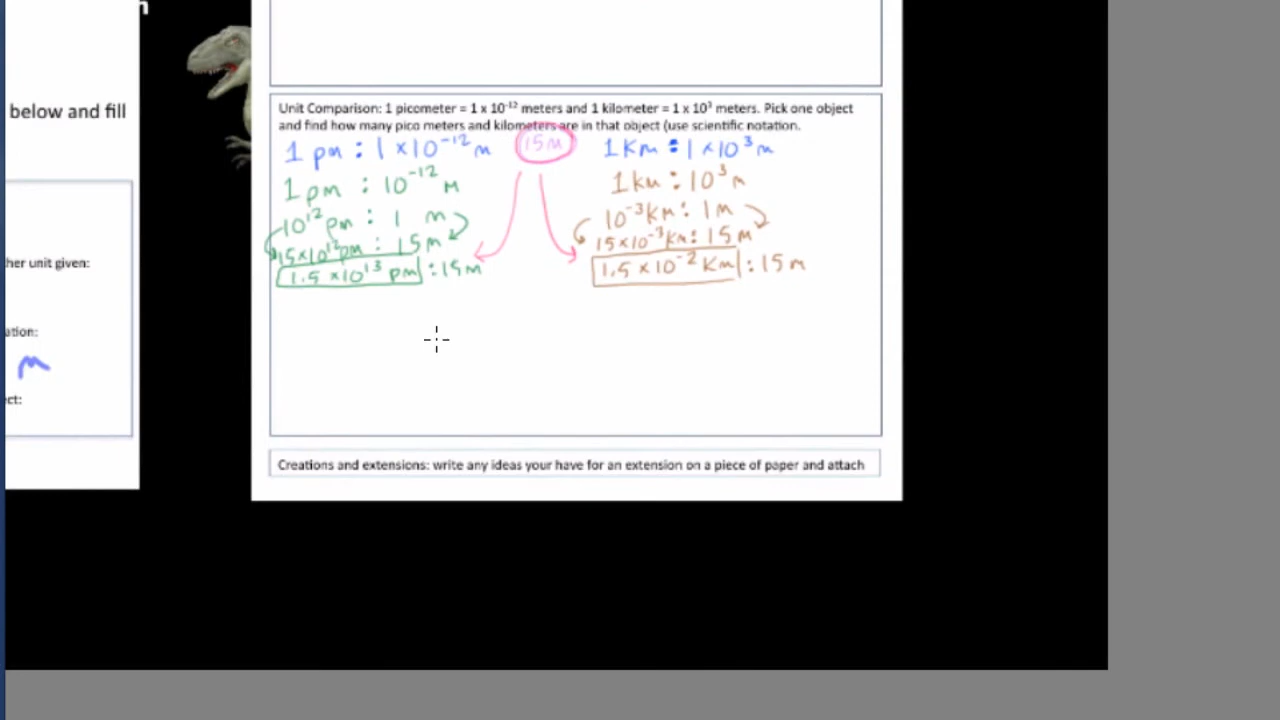 n
below and fill
her unit given:
ation:
m
ct:
Unit Comparison: 1 picometer = 1 x 10⁻¹² meters and 1 kilometer = 1 x 10³ meters. Pick one object
and find how many pico meters and kilometers are in that object (use scientific notation.
1 pm : 1 x 10⁻¹² m
15 m
1 Km : 1 x 10³ m
1 pm : 10⁻¹² m
1 km : 10³ m
10¹² pm : 1 m
10⁻³ Km : 1 m
15 x 10¹² pm : 15 m
15 x 10⁻³ km : 15 m
1.5 x 10¹³ pm : 15 m
1.5 x 10⁻² Km : 15 m
Creations and extensions: write any ideas your have for an extension on a piece of paper and attach